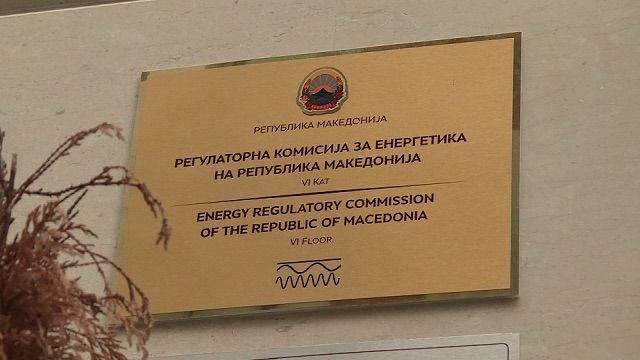 РЕПУБЛИКА МАКЕДОНИЈА
РЕГУЛАТОРНА КОМИСИЈА ЗА ЕНЕРГЕТИКА
НА РЕПУБЛИКА МАКЕДОНИЈА
VI КАТ
ENERGY REGULATORY COMMISSION
OF THE REPUBLIC OF MACEDONIA
VI FLOOR